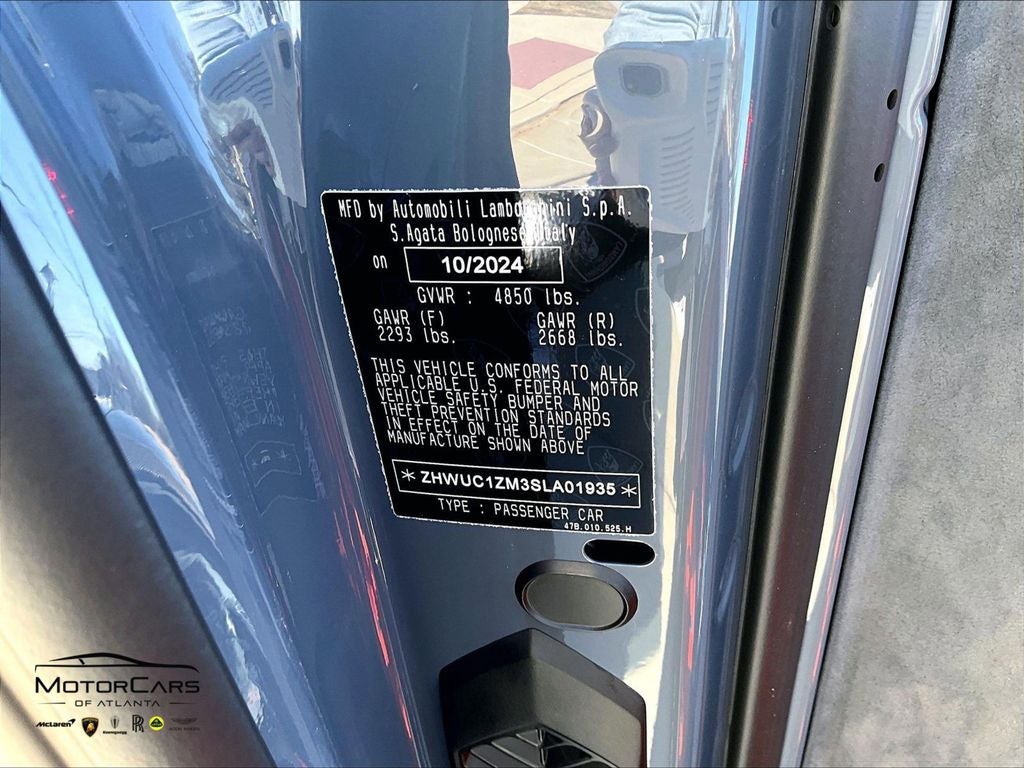 MFD by Automobili Lamborghini S.p.A.
S.Agata Bolognese Italy
on 10/2024
GVWR : 4850 lbs.
GAWR (F) GAWR (R)
2293 lbs. 2668 lbs.
THIS VEHICLE CONFORMS TO ALL
APPLICABLE U.S. FEDERAL MOTOR
VEHICLE SAFETY BUMPER AND
THEFT PREVENTION STANDARDS
IN EFFECT ON THE DATE OF
MANUFACTURE SHOWN ABOVE
* ZHWUC1ZM3SLA01935 *
TYPE : PASSENGER CAR
47B.010.525.H
MOTORCARS
OF ATLANTA
McLaren Koenigsegg